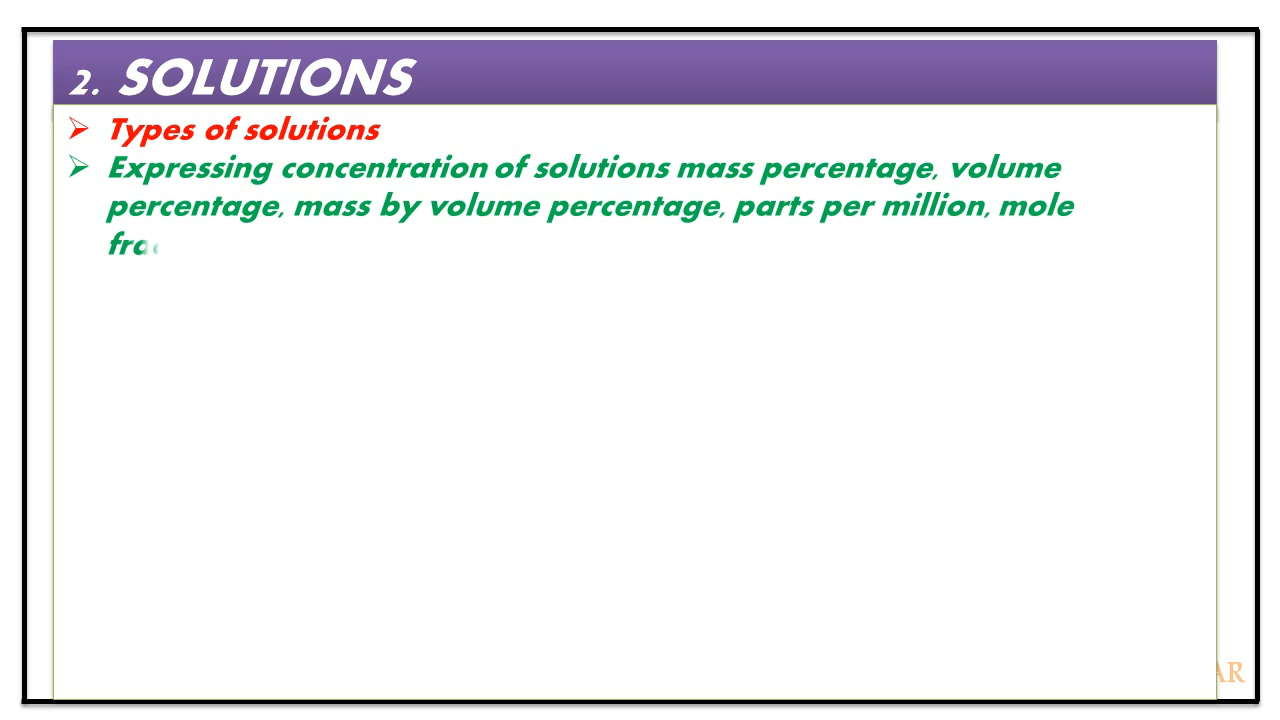 2. SOLUTIONS
Types of solutions
Expressing concentration of solutions mass percentage, volume
percentage, mass by volume percentage, parts per million, mole